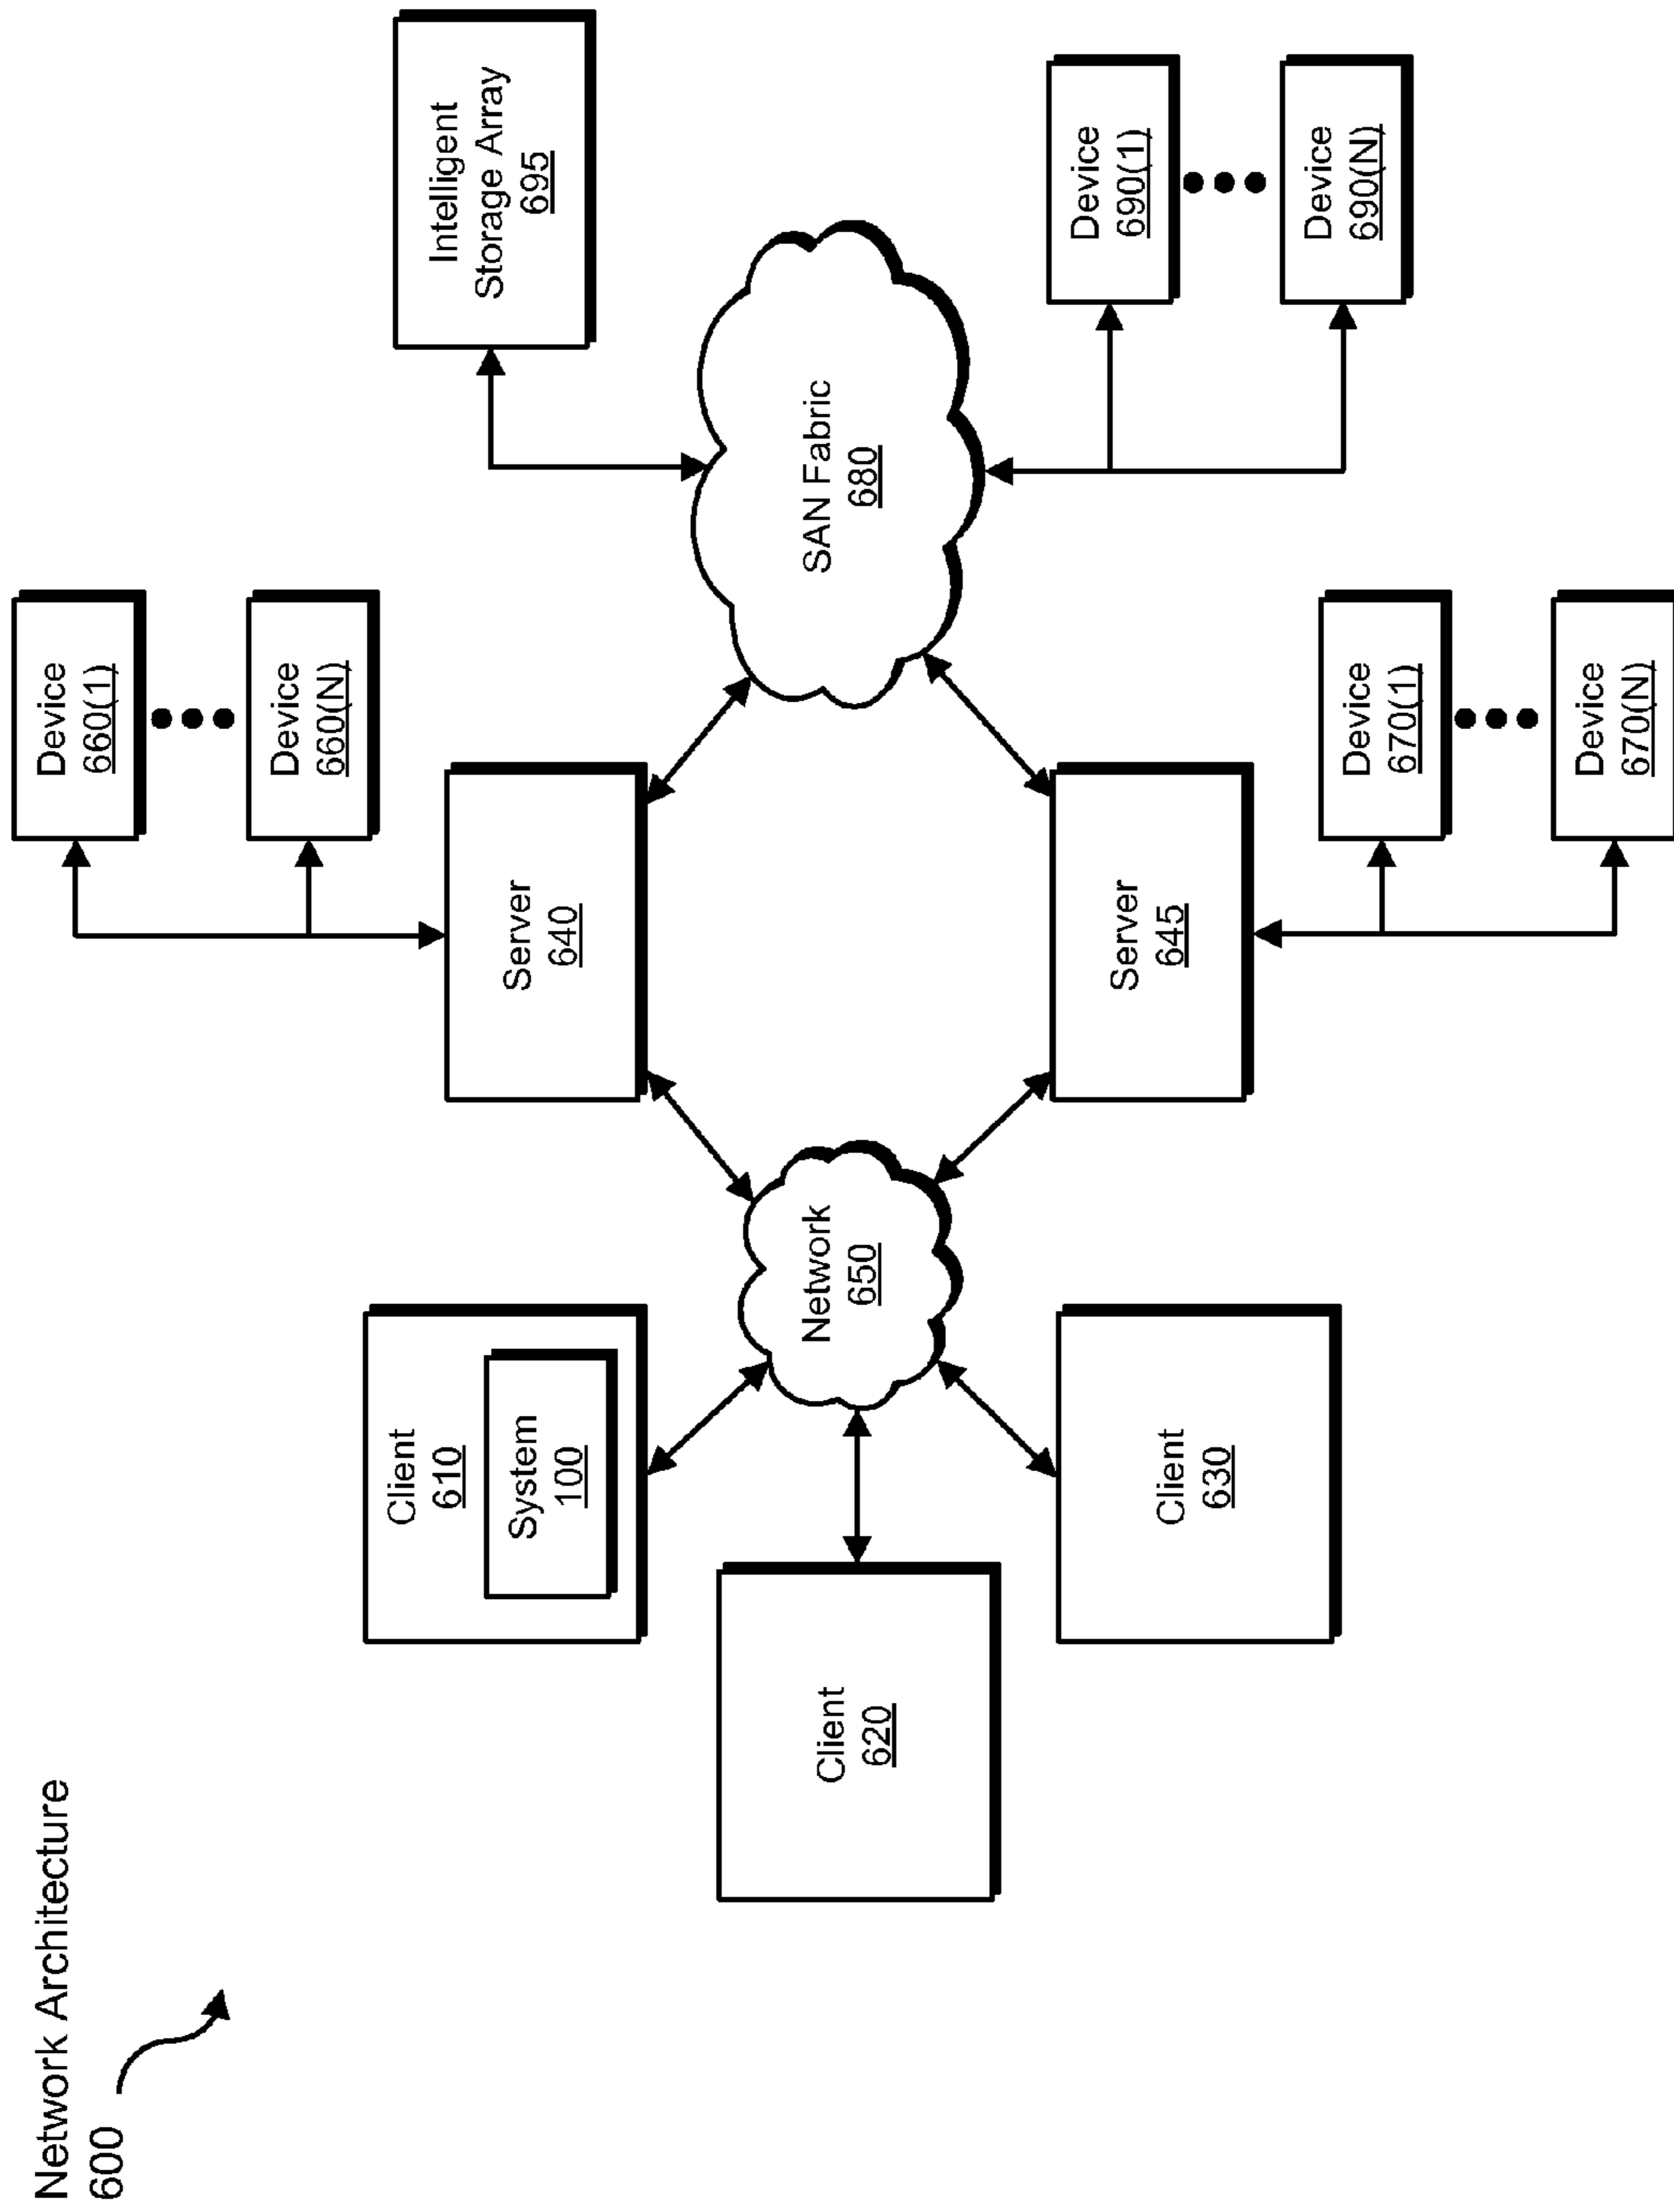 Network Architecture
600
Client
610
System
100
Client
620
Client
630
Network
650
Server
640
Server
645
Device
660(1)
Device
660(N)
Device
670(1)
Device
670(N)
SAN Fabric
680
Intelligent
Storage Array
695
Device
690(1)
Device
690(N)